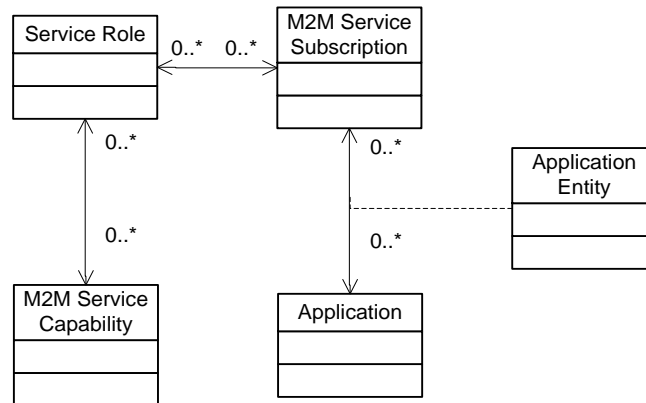 Service Role
M2M Service
Subscription
0..*
0..*
0..*
0..*
Application
Entity
0..*
0..*
M2M Service
Capability
Application